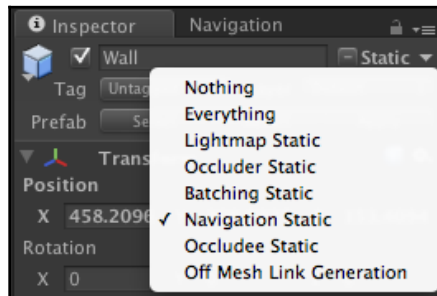 Inspector Navigation
Wall Static
Tag Untag
Prefab Se
Trans
Position
X 458.2096
Rotation
X 0
Nothing
Everything
Lightmap Static
Occluder Static
Batching Static
✓ Navigation Static
Occludee Static
Off Mesh Link Generation